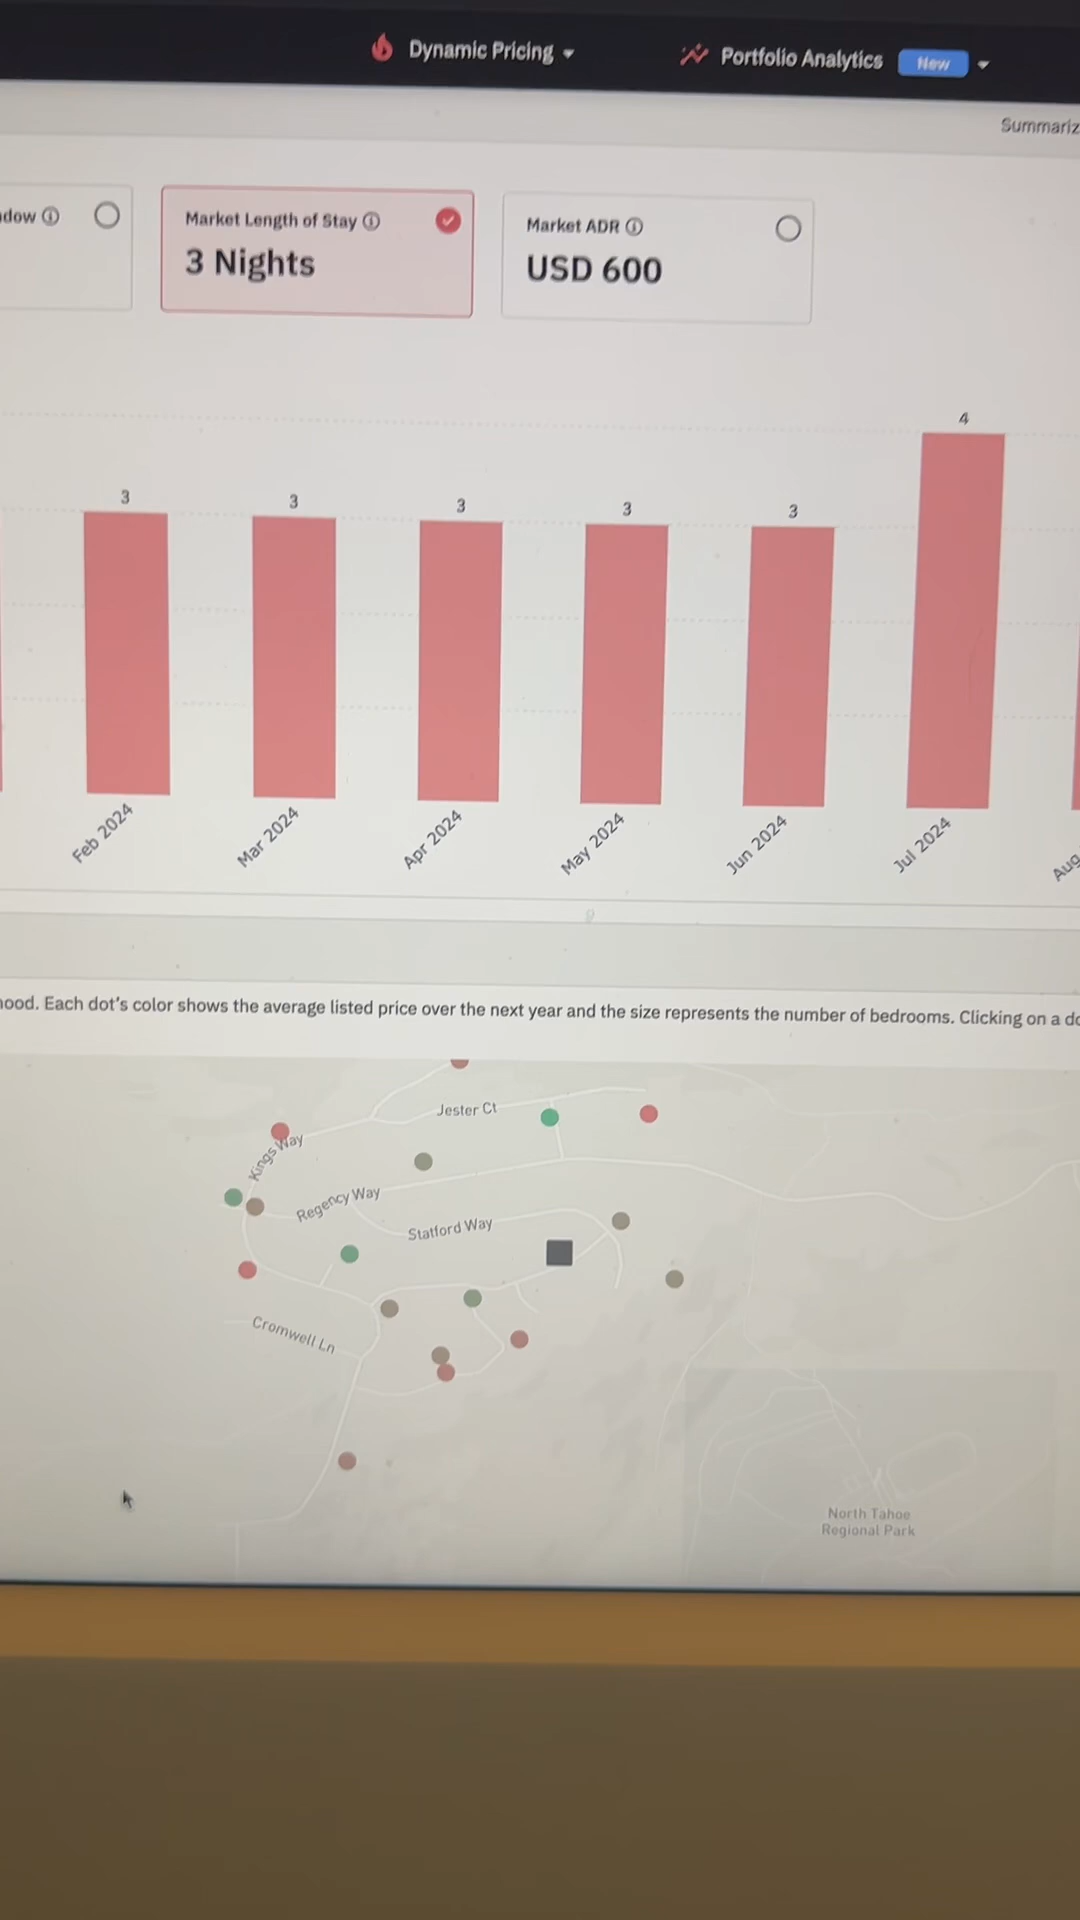 Dynamic Pricing
Portfolio Analytics New
Summariz
dow
Market Length of Stay
3 Nights
Market ADR
USD 600
3
3
3
3
3
4
Feb 2024
Mar 2024
Apr 2024
May 2024
Jun 2024
Jul 2024
Aug
hood. Each dot's color shows the average listed price over the next year and the size represents the number of bedrooms. Clicking on a do
Jester Ct
Kings Way
Regency Way
Statford Way
Cromwell Ln
North Tahoe
Regional Park